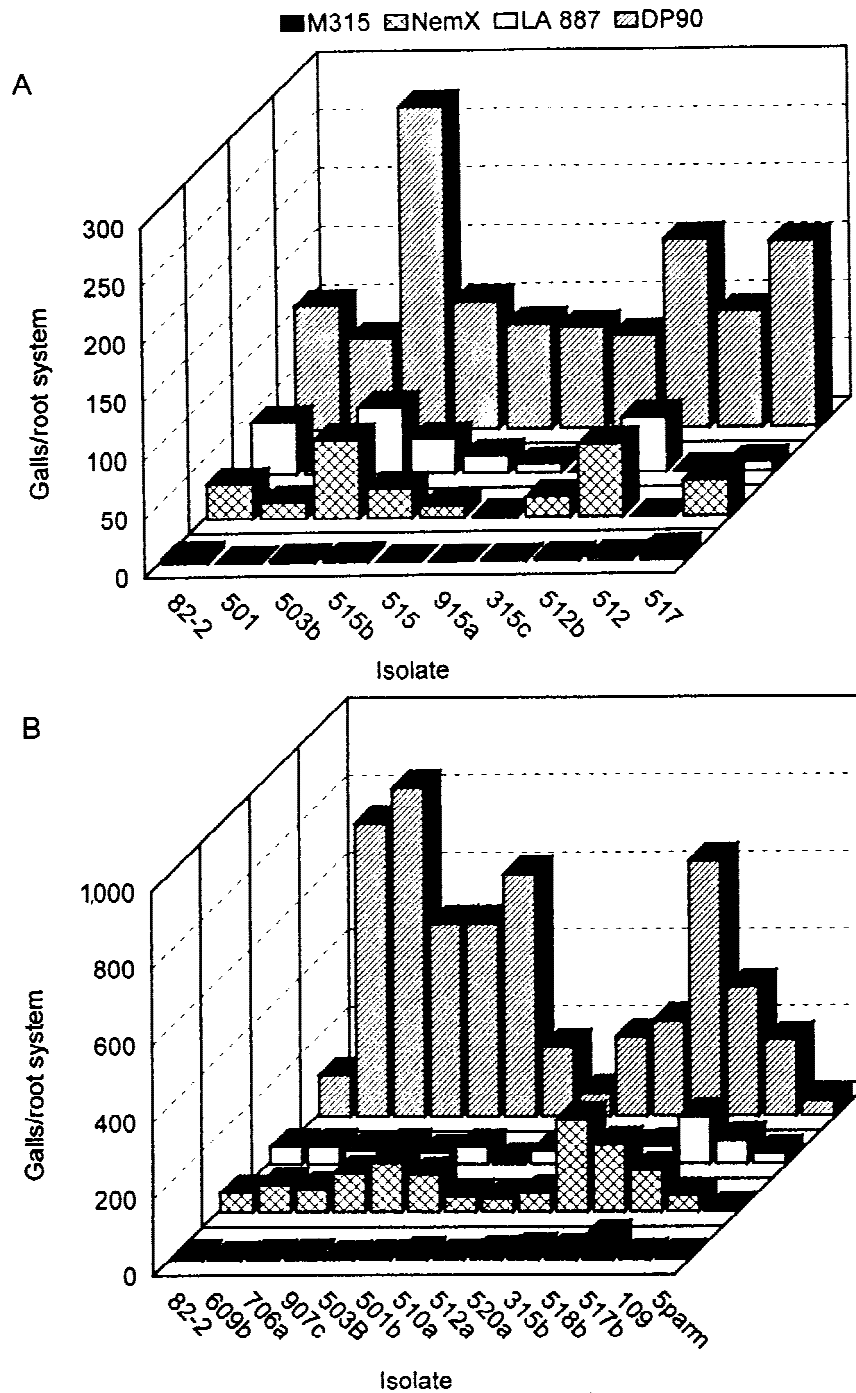 M315 NemX LA 887 DP90
A
300
250
200
150
100
50
0
Galls/root system
82-2 501 503b 515b 515 915a 315c 512b 512 517
Isolate
B
1,000
800
600
400
200
0
Galls/root system
82-2 609b 706a 907c 503B 501b 510a 512a 520a 315b 518b 517b 109 5parm
Isolate